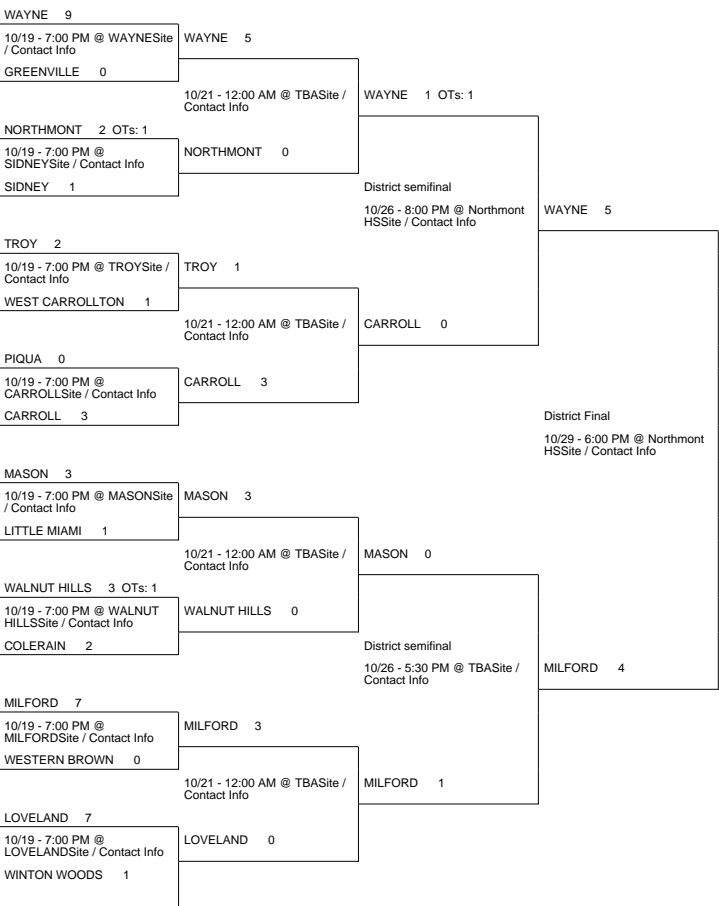 WAYNE 9
10/19 - 7:00 PM @ WAYNESite
/ Contact Info
GREENVILLE 0
WAYNE 5
10/21 - 12:00 AM @ TBASite /
Contact Info
NORTHMONT 2 OTs: 1
10/19 - 7:00 PM @
SIDNEYSite / Contact Info
SIDNEY 1
NORTHMONT 0
WAYNE 1 OTs: 1
District semifinal
10/26 - 8:00 PM @ Northmont
HSSite / Contact Info
TROY 2
10/19 - 7:00 PM @ TROYSite /
Contact Info
WEST CARROLLTON 1
TROY 1
10/21 - 12:00 AM @ TBASite /
Contact Info
PIQUA 0
10/19 - 7:00 PM @
CARROLLSite / Contact Info
CARROLL 3
CARROLL 3
CARROLL 0
WAYNE 5
District Final
10/29 - 6:00 PM @ Northmont
HSSite / Contact Info
MASON 3
10/19 - 7:00 PM @ MASONSite
/ Contact Info
LITTLE MIAMI 1
MASON 3
10/21 - 12:00 AM @ TBASite /
Contact Info
WALNUT HILLS 3 OTs: 1
10/19 - 7:00 PM @ WALNUT
HILLSSite / Contact Info
COLERAIN 2
WALNUT HILLS 0
MASON 0
District semifinal
10/26 - 5:30 PM @ TBASite /
Contact Info
MILFORD 7
10/19 - 7:00 PM @
MILFORDSite / Contact Info
WESTERN BROWN 0
MILFORD 3
10/21 - 12:00 AM @ TBASite /
Contact Info
LOVELAND 7
10/19 - 7:00 PM @
LOVELANDSite / Contact Info
WINTON WOODS 1
LOVELAND 0
MILFORD 1
MILFORD 4